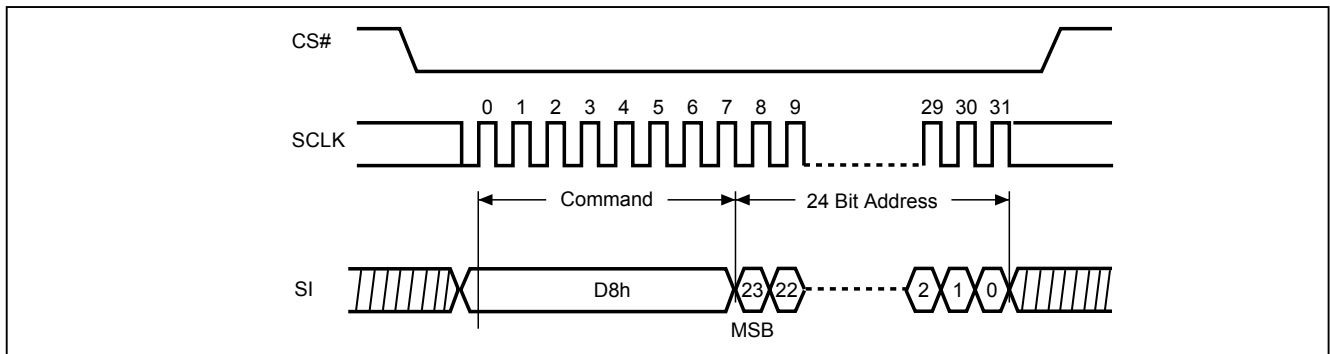 CS#
0 1 2 3 4 5 6 7 8 9 29 30 31
SCLK
Command 24 Bit Address
SI D8h 23 22 2 1 0
MSB